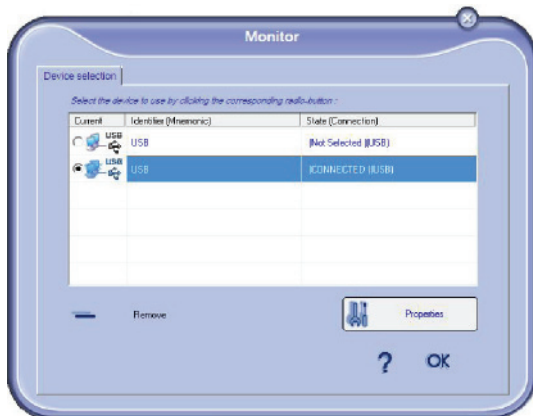 Monitor
Device selection
Select the device to use by clicking the corresponding radio-button :
Current Identifier (Mnemonic) State (Connection)
USB USB (Not Selected )(USB)
USB USB (CONNECTED )(USB)
Remove Properties
? OK